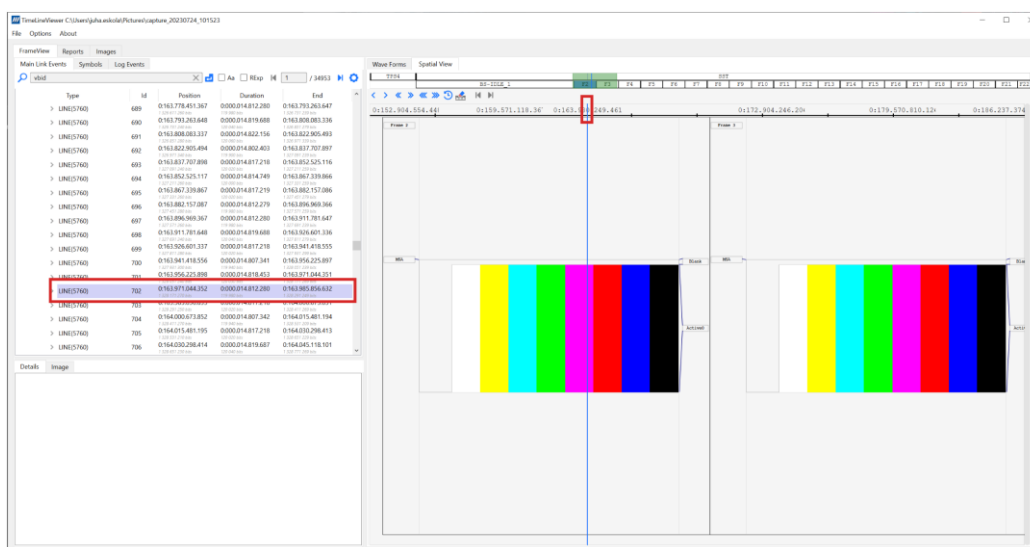 TimeLineViewer C:\Users\juha.eskola\Pictures\capture_20230724_101523
File Options About
FrameView Reports Images
Main Link Events Symbols Log Events
vbid Aa RExp 1 / 34953
Type Id Position Duration End
LINE(5760) 689 0:163.778.451.367 0:000.014.812.280 0:163.793.263.647
LINE(5760) 690 0:163.793.263.648 0:000.014.819.688 0:163.808.083.336
LINE(5760) 691 0:163.808.083.337 0:000.014.822.156 0:163.822.905.493
LINE(5760) 692 0:163.822.905.494 0:000.014.802.403 0:163.837.707.897
LINE(5760) 693 0:163.837.707.898 0:000.014.817.218 0:163.852.525.116
LINE(5760) 694 0:163.852.525.117 0:000.014.814.749 0:163.867.339.866
LINE(5760) 695 0:163.867.339.867 0:000.014.817.219 0:163.882.157.086
LINE(5760) 696 0:163.882.157.087 0:000.014.812.279 0:163.896.969.366
LINE(5760) 697 0:163.896.969.367 0:000.014.812.280 0:163.911.781.647
LINE(5760) 698 0:163.911.781.648 0:000.014.819.688 0:163.926.601.336
LINE(5760) 699 0:163.926.601.337 0:000.014.817.218 0:163.941.418.555
LINE(5760) 700 0:163.941.418.556 0:000.014.807.341 0:163.956.225.897
LINE(5760) 701 0:163.956.225.898 0:000.014.818.453 0:163.971.044.351
LINE(5760) 702 0:163.971.044.352 0:000.014.812.280 0:163.985.856.632
LINE(5760) 703
LINE(5760) 704 0:164.000.673.852 0:000.014.807.342 0:164.015.481.194
LINE(5760) 705 0:164.015.481.195 0:000.014.817.218 0:164.030.298.413
LINE(5760) 706 0:164.030.298.414 0:000.014.819.687 0:164.045.118.101
Details Image
Wave Forms Spatial View
TPS4 SST
BS-IDLE_1 F2 F3 F4 F5 F6 F7 F8 F9 F10 F11 F12 F13 F14 F15 F16 F17 F18 F19 F20 F21
0:152.904.554.44 0:159.571.118.36 0:163. 249.461 0:172.904.246.20 0:179.570.810.12 0:186.237.374
Frame 2 Frame 3
MSA Blank MSA
Active0